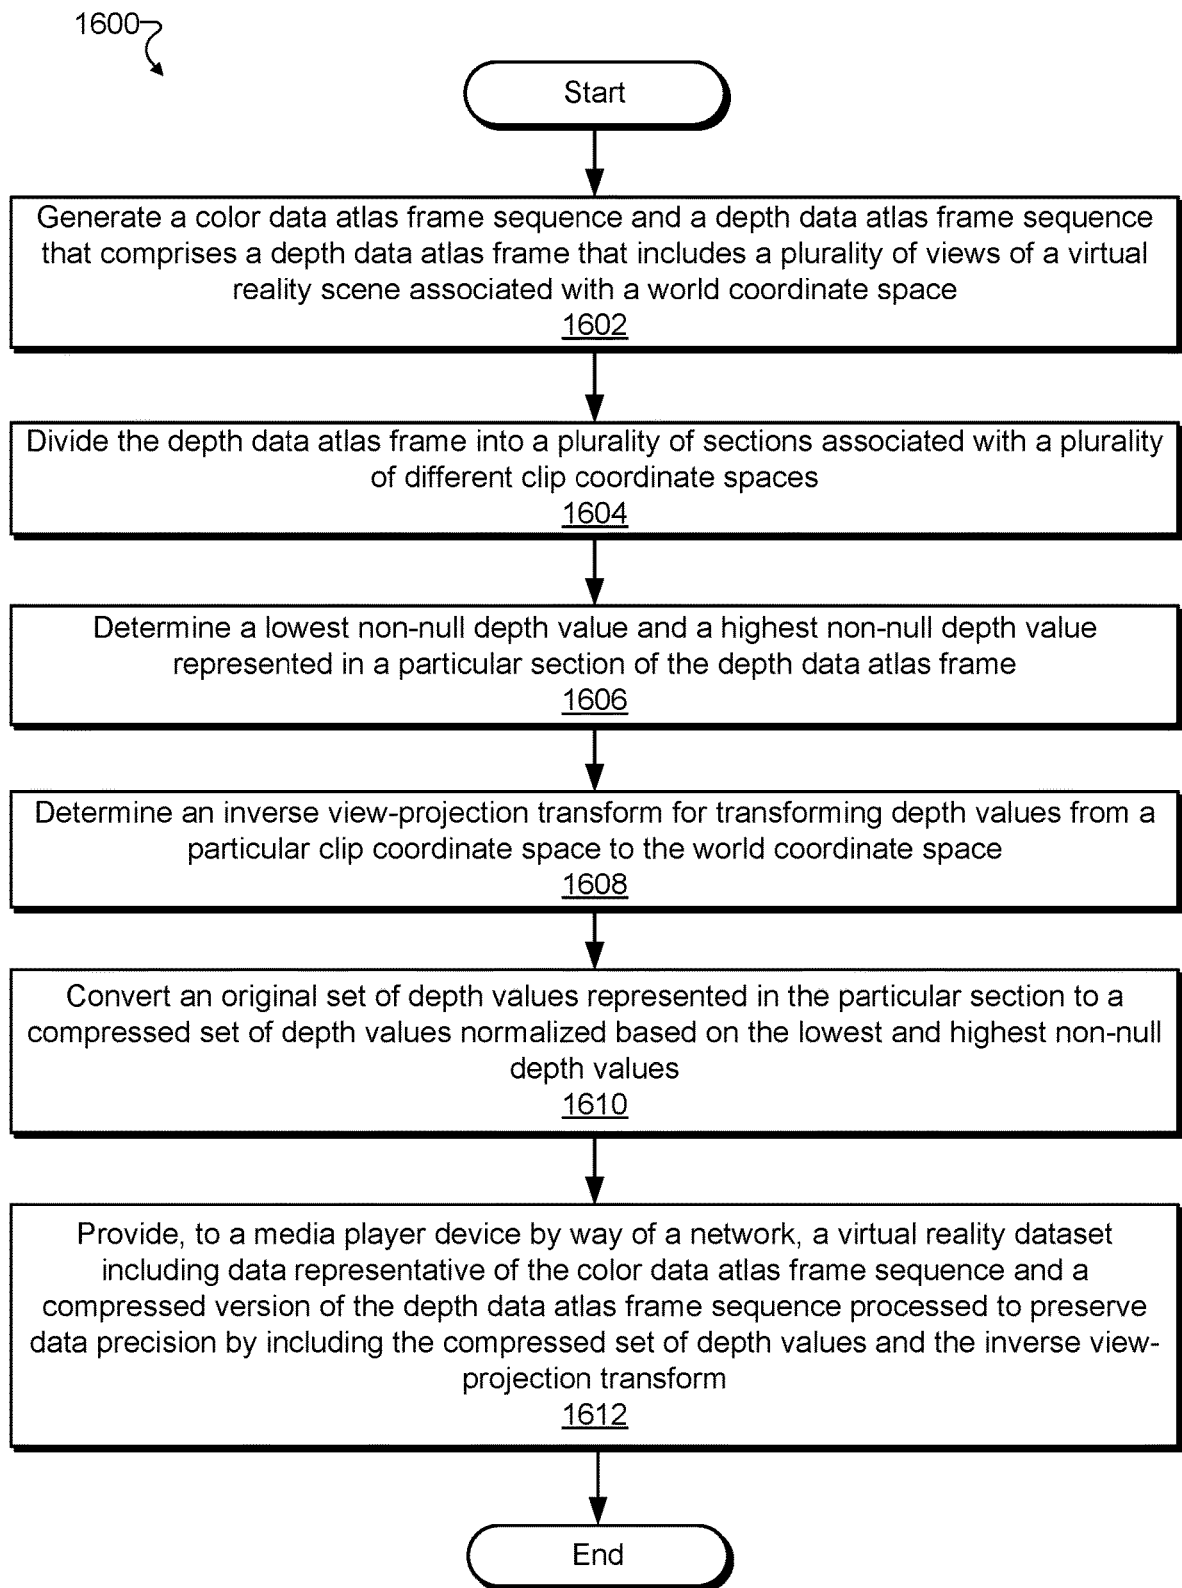 1600
Start
Generate a color data atlas frame sequence and a depth data atlas frame sequence
that comprises a depth data atlas frame that includes a plurality of views of a virtual
reality scene associated with a world coordinate space
1602
Divide the depth data atlas frame into a plurality of sections associated with a plurality
of different clip coordinate spaces
1604
Determine a lowest non-null depth value and a highest non-null depth value
represented in a particular section of the depth data atlas frame
1606
Determine an inverse view-projection transform for transforming depth values from a
particular clip coordinate space to the world coordinate space
1608
Convert an original set of depth values represented in the particular section to a
compressed set of depth values normalized based on the lowest and highest non-null
depth values
1610
Provide, to a media player device by way of a network, a virtual reality dataset
including data representative of the color data atlas frame sequence and a
compressed version of the depth data atlas frame sequence processed to preserve
data precision by including the compressed set of depth values and the inverse view-
projection transform
1612
End